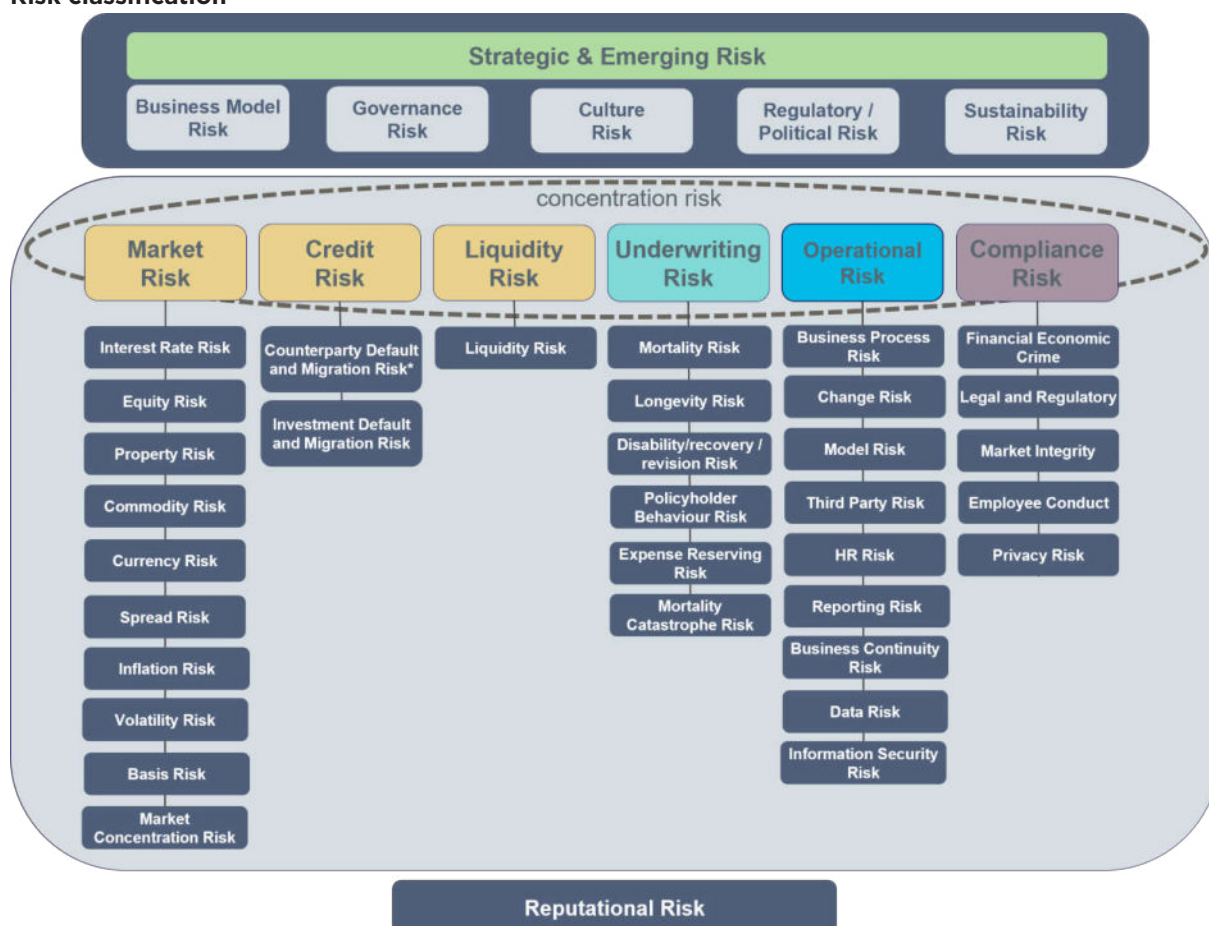 Risk classification
Strategic & Emerging Risk
Business Model
Risk
Governance
Risk
Culture
Risk
Regulatory /
Political Risk
Sustainability
Risk
concentration risk
Market
Risk
Credit
Risk
Liquidity
Risk
Underwriting
Risk
Operational
Risk
Compliance
Risk
Interest Rate Risk
Equity Risk
Property Risk
Commodity Risk
Currency Risk
Spread Risk
Inflation Risk
Volatility Risk
Basis Risk
Market
Concentration Risk
Counterparty Default
and Migration Risk*
Investment Default
and Migration Risk
Liquidity Risk
Mortality Risk
Longevity Risk
Disability/recovery /
revision Risk
Policyholder
Behaviour Risk
Expense Reserving
Risk
Mortality
Catastrophe Risk
Business Process
Risk
Change Risk
Model Risk
Third Party Risk
HR Risk
Reporting Risk
Business Continuity
Risk
Data Risk
Information Security
Risk
Financial Economic
Crime
Legal and Regulatory
Market Integrity
Employee Conduct
Privacy Risk
Reputational Risk